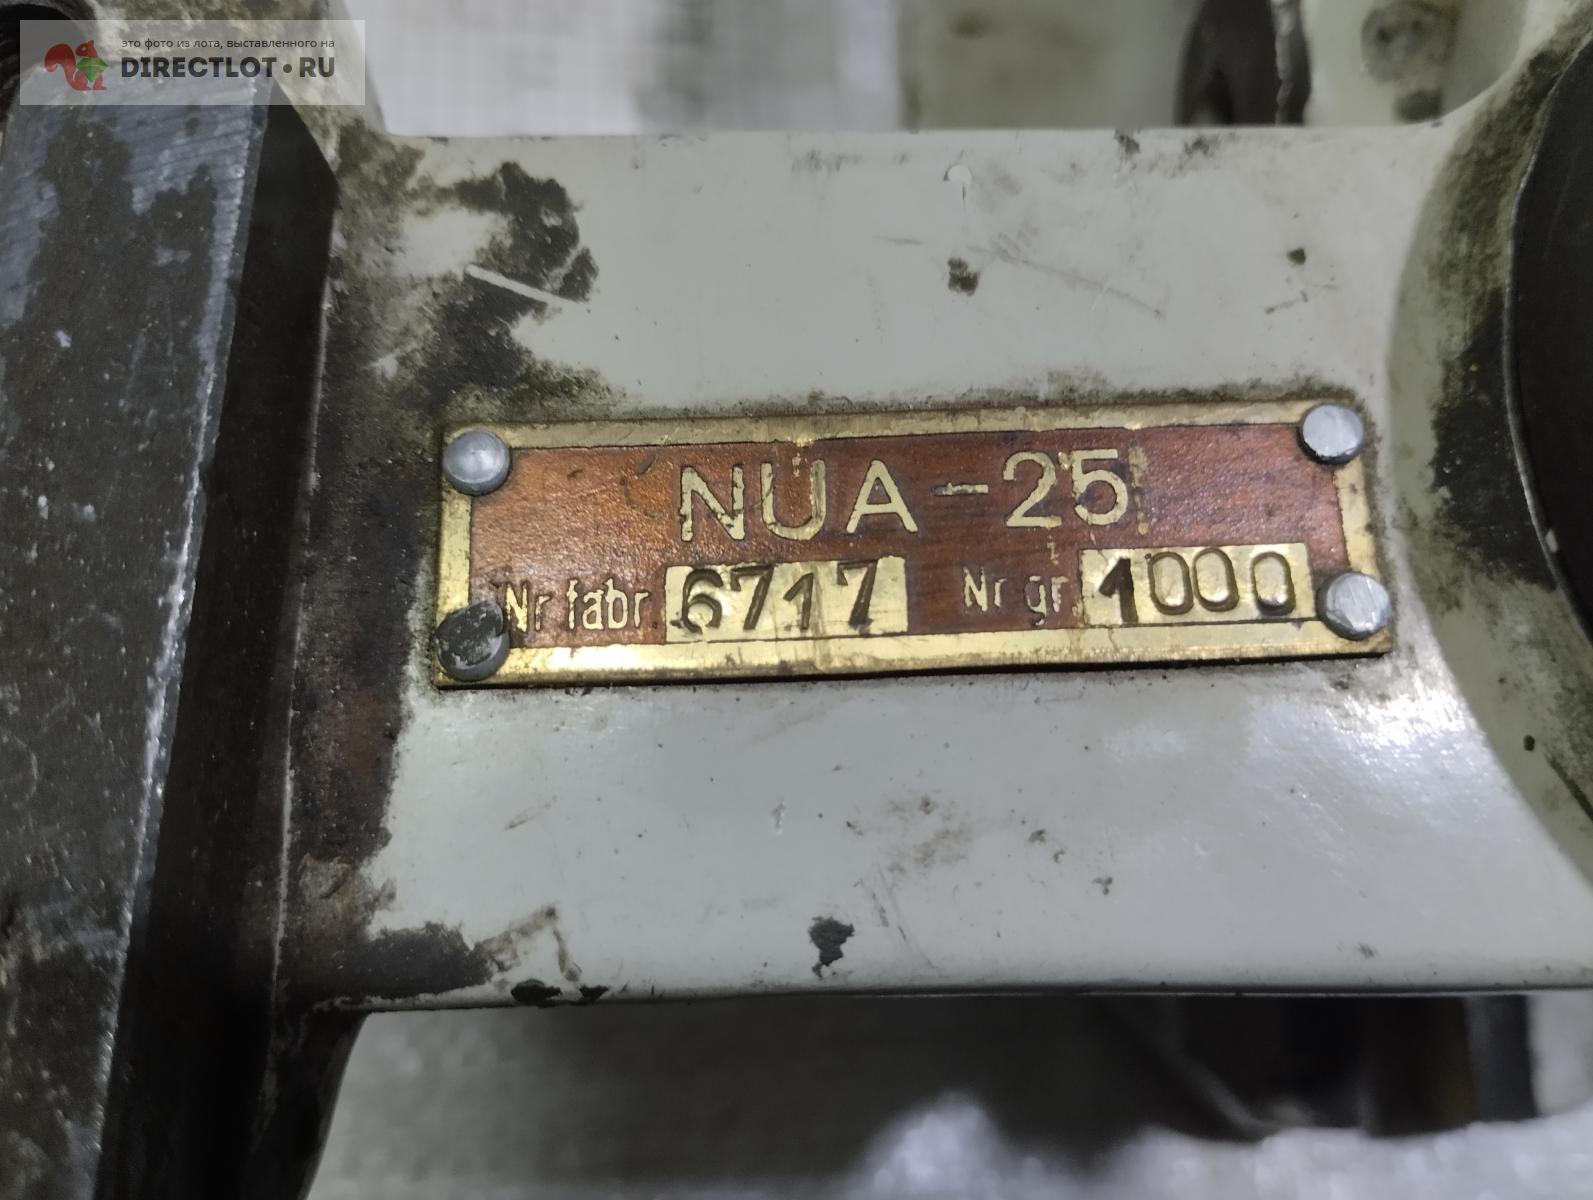 это фото из лота, выставленного на
DIRECTLOT•RU
NUA-25
Nr fabr. 6717 Nr gr. 1000